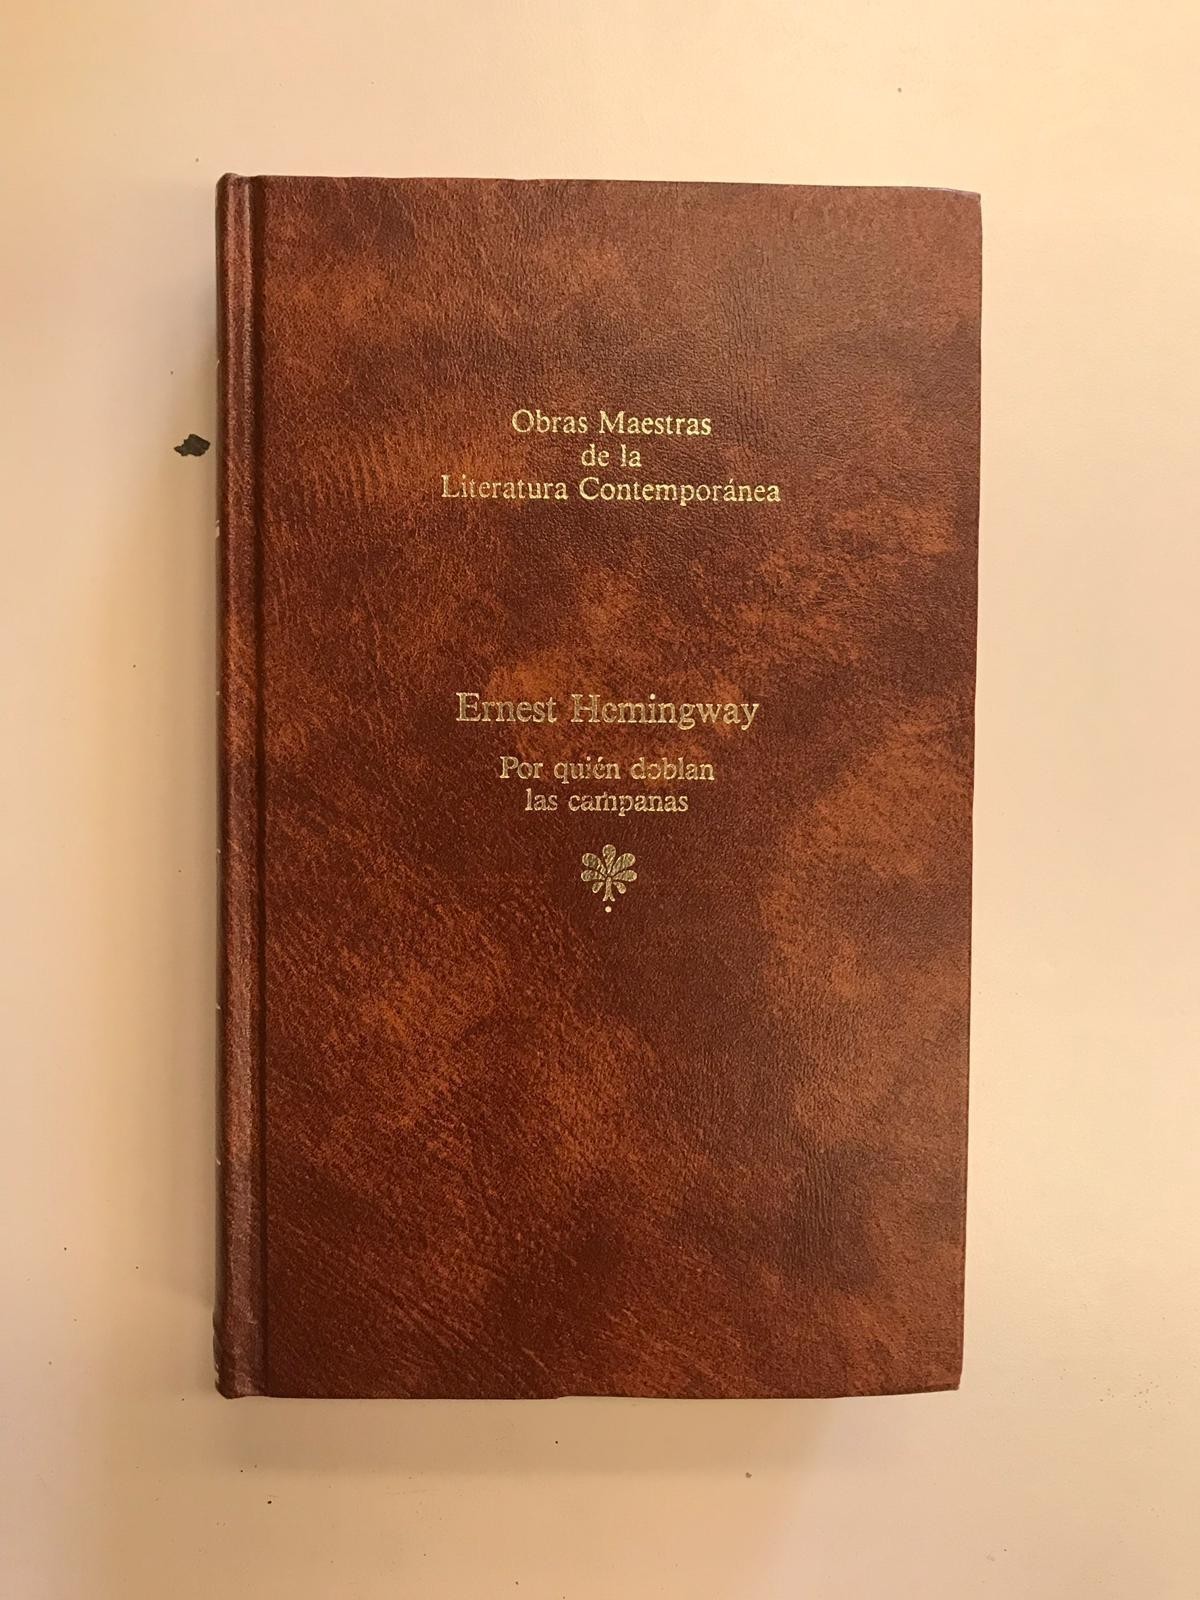 Obras Maestras
de la
Literatura Contemporánea
Ernest Hemingway
Por quién doblan
las campanas